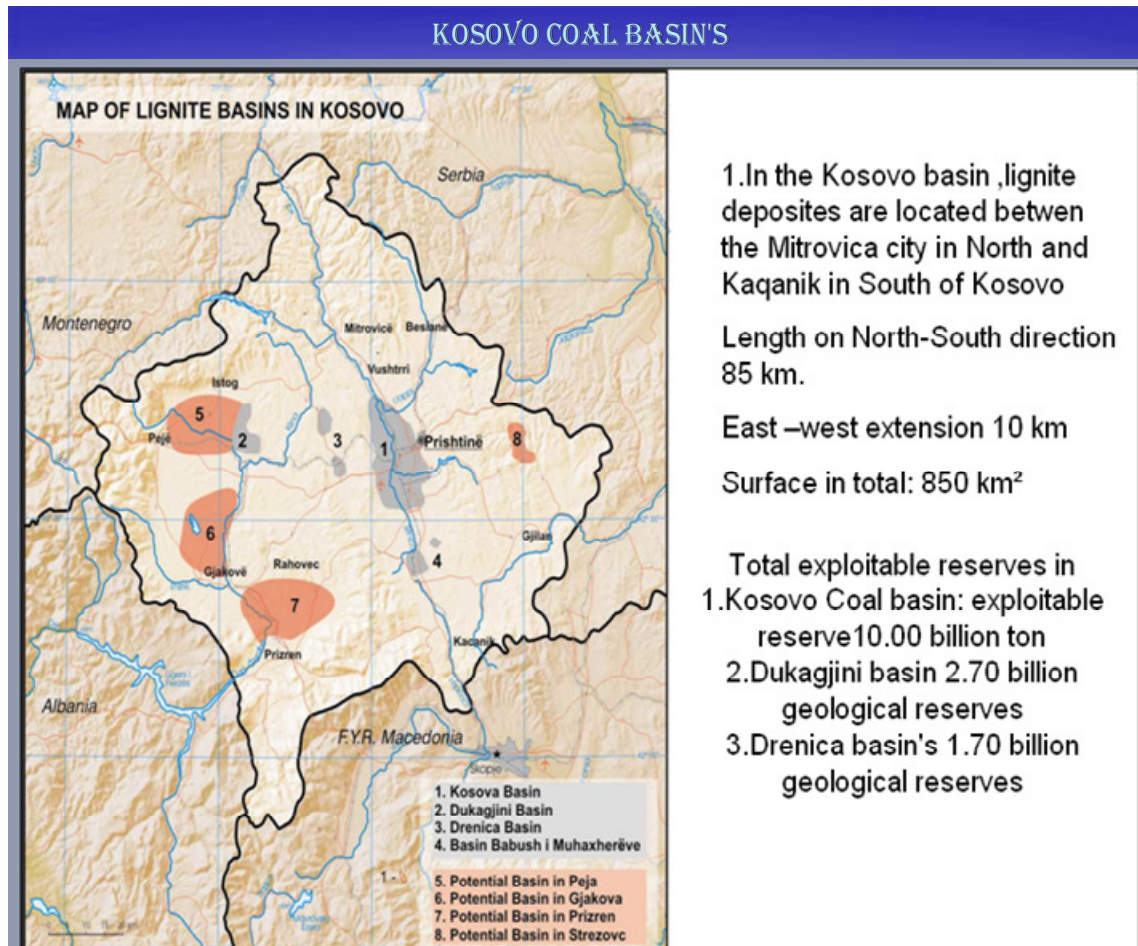 KOSOVO COAL BASIN'S
MAP OF LIGNITE BASINS IN KOSOVO
Serbia
Montenegro
Mitrovicë
Besianë
Vushtrri
Istog
5
Pejë
2
3
1
Prishtinë
8
6
Gjakovë
Rahovec
7
4
Gjilan
Prizren
Kacanik
Albania
F.Y.R. Macedonia
Skopje
1. Kosova Basin
2. Dukagjini Basin
3. Drenica Basin
4. Basin Babush i Muhaxherëve
1 -
5. Potential Basin in Peja
6. Potential Basin in Gjakova
7. Potential Basin in Prizren
8. Potential Basin in Strezovc
1.In the Kosovo basin ,lignite
deposites are located betwen
the Mitrovica city in North and
Kaqanik in South of Kosovo
Length on North-South direction
85 km.
East –west extension 10 km
Surface in total: 850 km²
Total exploitable reserves in
1.Kosovo Coal basin: exploitable
reserve10.00 billion ton
2.Dukagjini basin 2.70 billion
geological reserves
3.Drenica basin's 1.70 billion
geological reserves